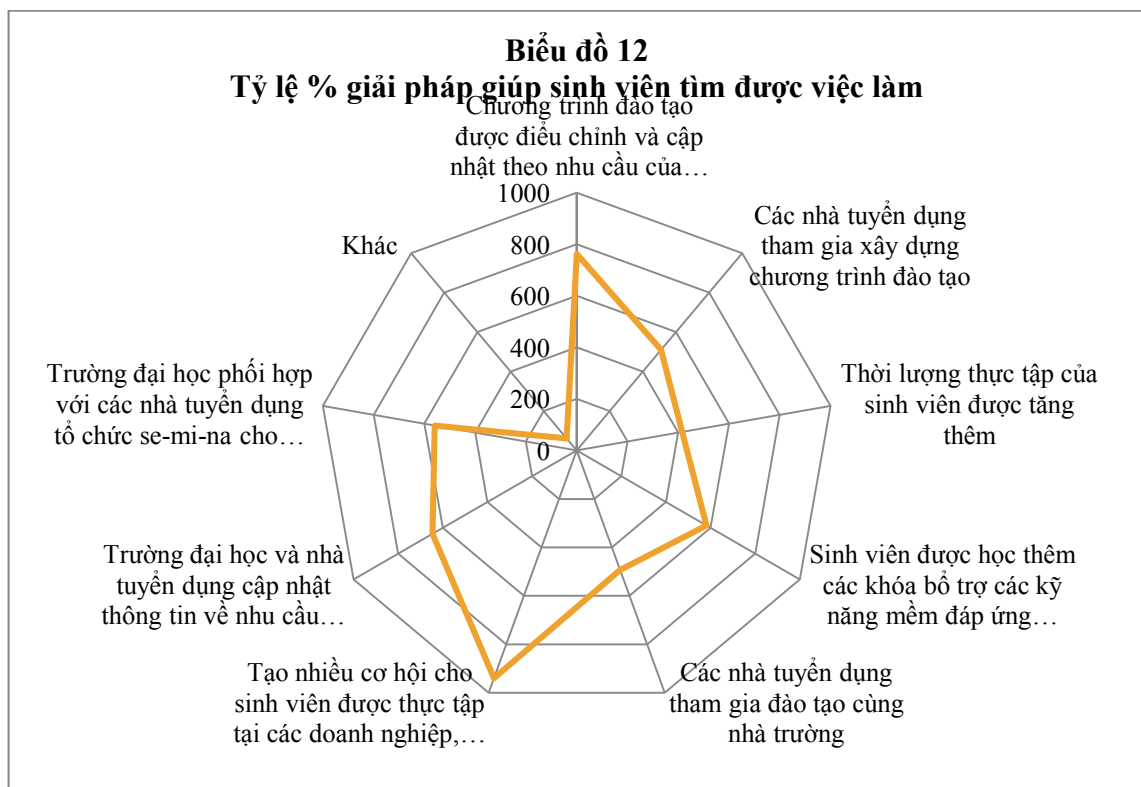 Biểu đồ 12
Tỷ lệ % giải pháp giúp sinh viên tìm được việc làm
Chương trình đào tạo
được điểu chỉnh và cập
nhật theo nhu cầu của…
1000
800
600
400
200
0
Các nhà tuyển dụng
tham gia xây dựng
chương trình đào tạo
Thời lượng thực tập của
sinh viên được tăng
thêm
Sinh viên được học thêm
các khóa bổ trợ các kỹ
năng mềm đáp ứng…
Các nhà tuyển dụng
tham gia đào tạo cùng
nhà trường
Tạo nhiều cơ hội cho
sinh viên được thực tập
tại các doanh nghiệp,…
Trường đại học và nhà
tuyển dụng cập nhật
thông tin về nhu cầu…
Trường đại học phối hợp
với các nhà tuyển dụng
tổ chức se-mi-na cho…
Khác